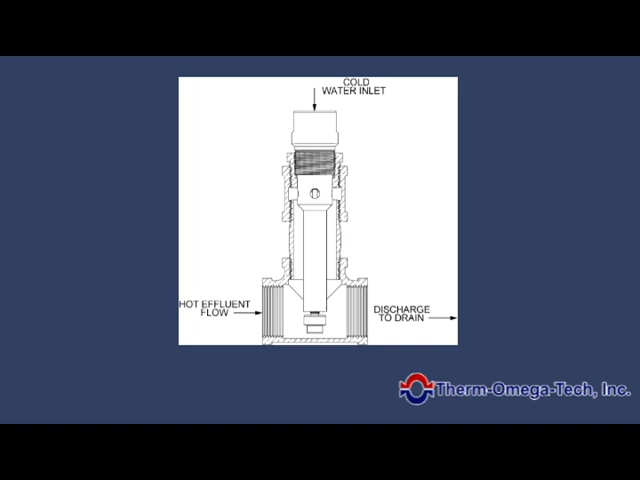 COLD
WATER INLET
HOT EFFLUENT
FLOW
DISCHARGE
TO DRAIN
Therm-Omega-Tech, Inc.